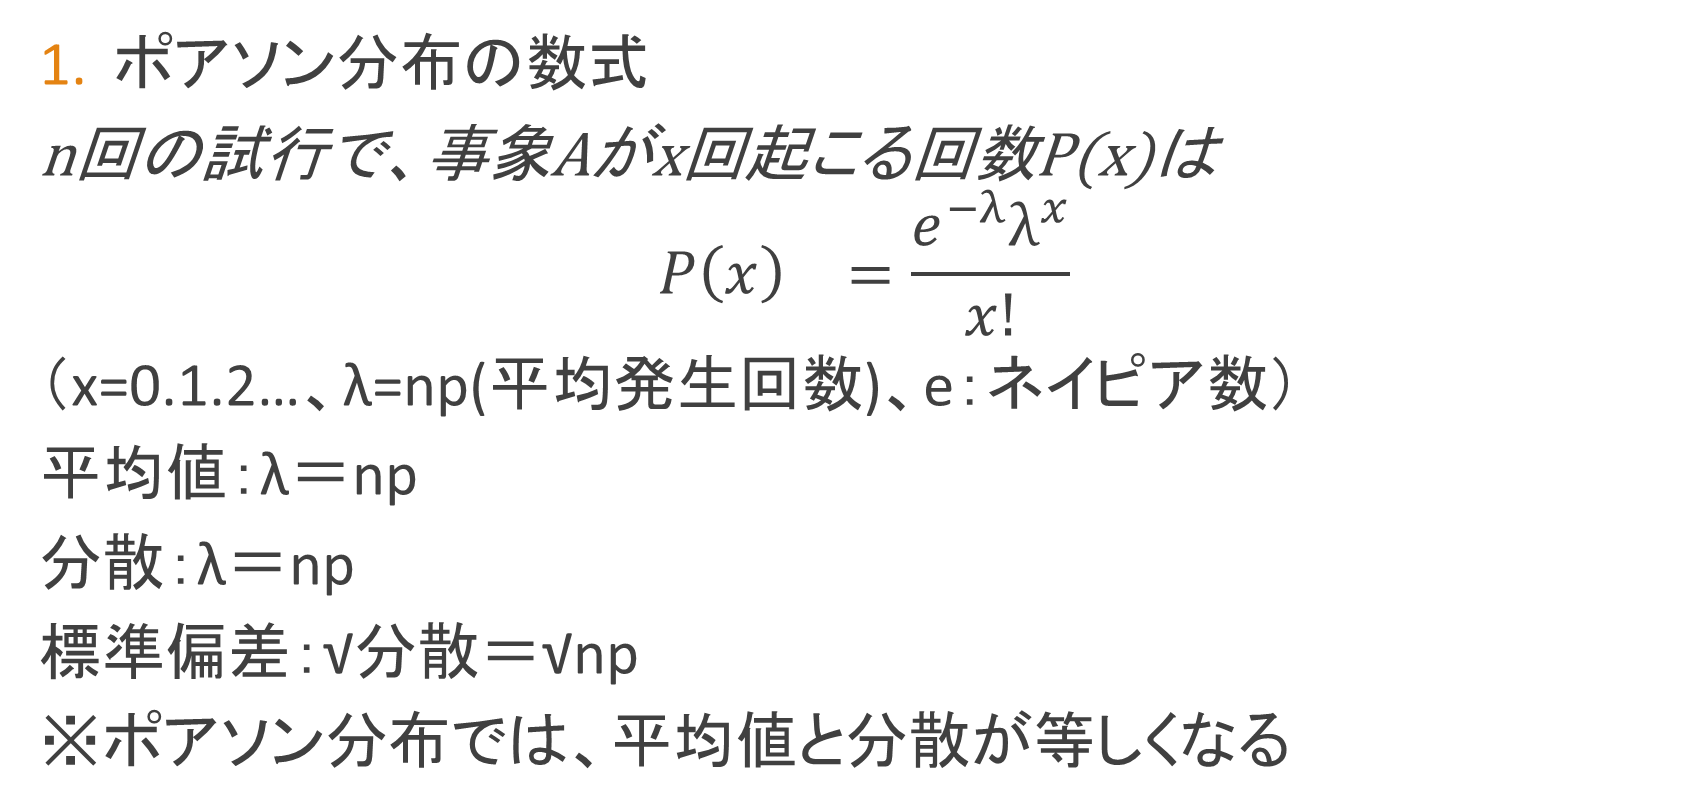 1. ポアソン分布の数式
n回の試行で、事象Aがx回起こる回数P(x)は
P(x) = e^{-λ}λ^x / x!
（x=0.1.2…、λ=np(平均発生回数)、e：ネイピア数）
平均値：λ＝np
分散：λ＝np
標準偏差：√分散＝√np
※ポアソン分布では、平均値と分散が等しくなる